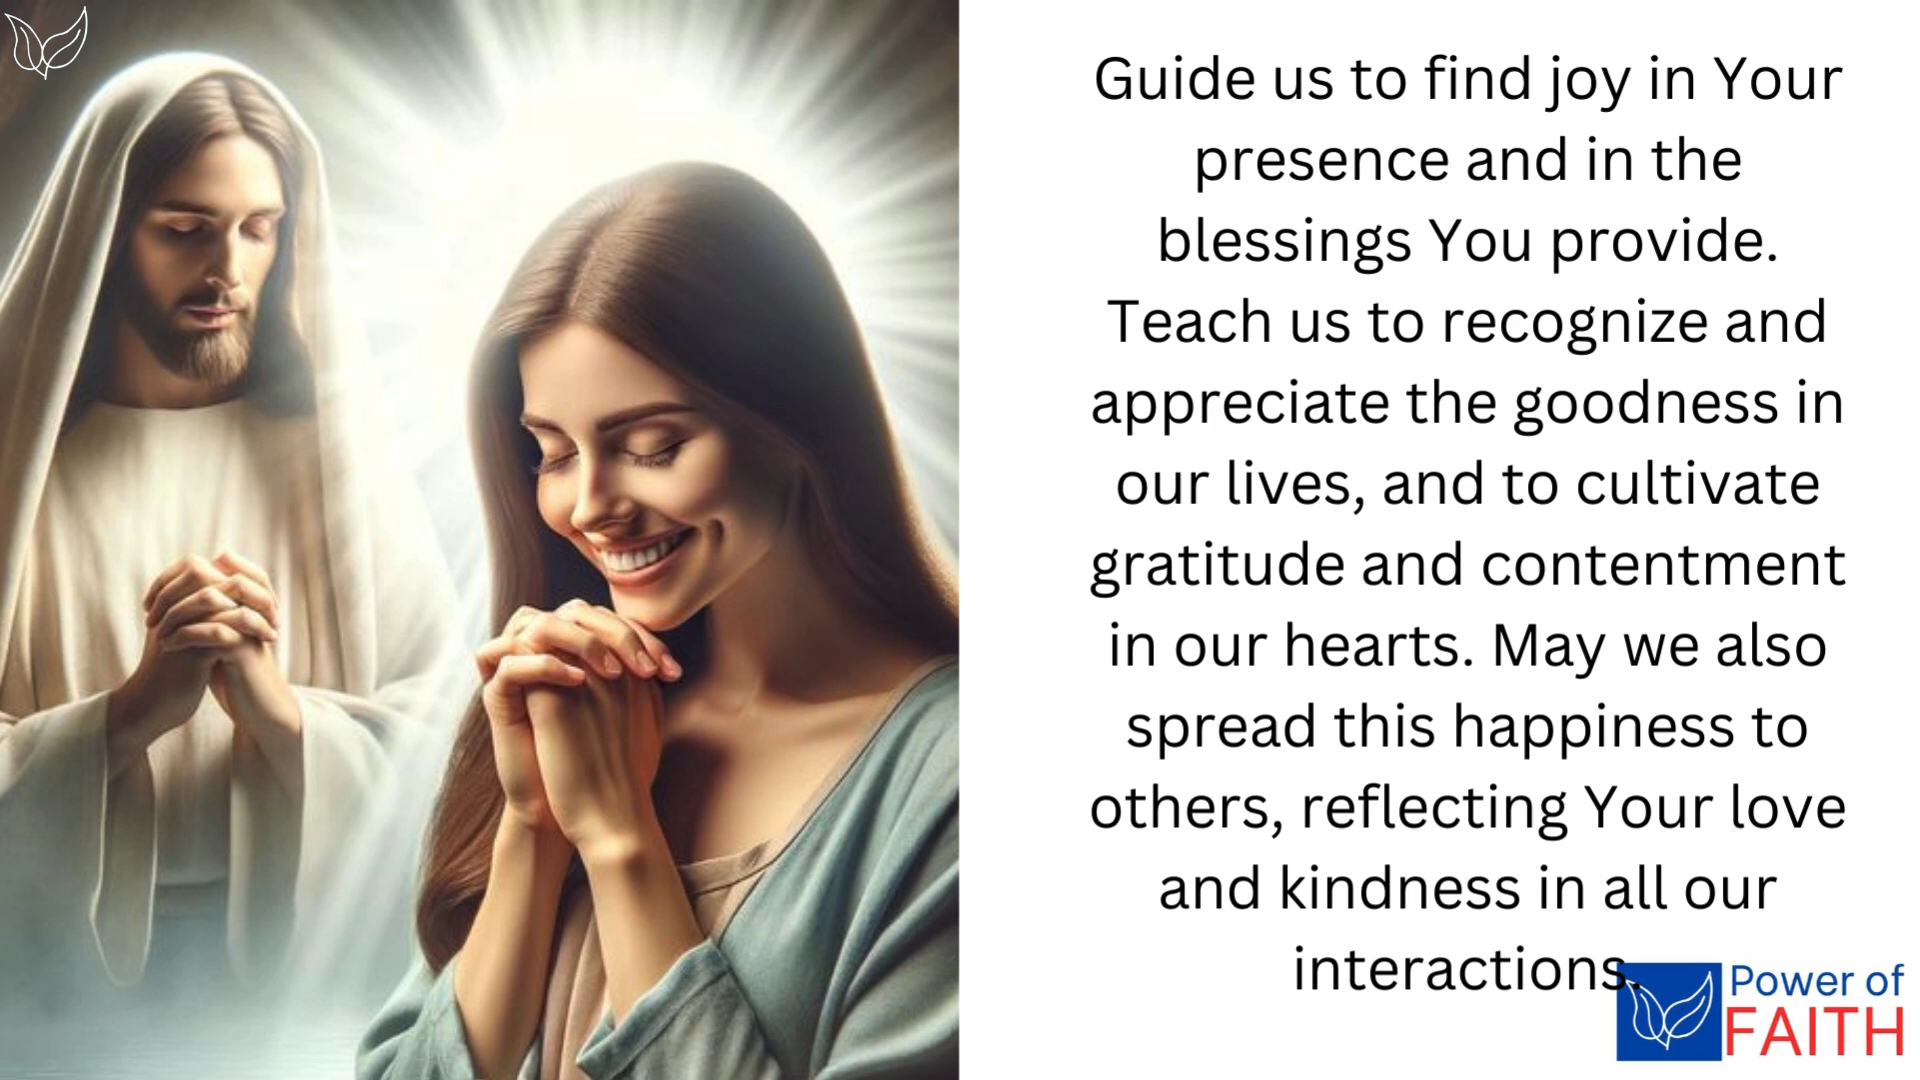 Guide us to find joy in Your
presence and in the
blessings You provide.
Teach us to recognize and
appreciate the goodness in
our lives, and to cultivate
gratitude and contentment
in our hearts. May we also
spread this happiness to
others, reflecting Your love
and kindness in all our
interactions.
Power of
FAITH